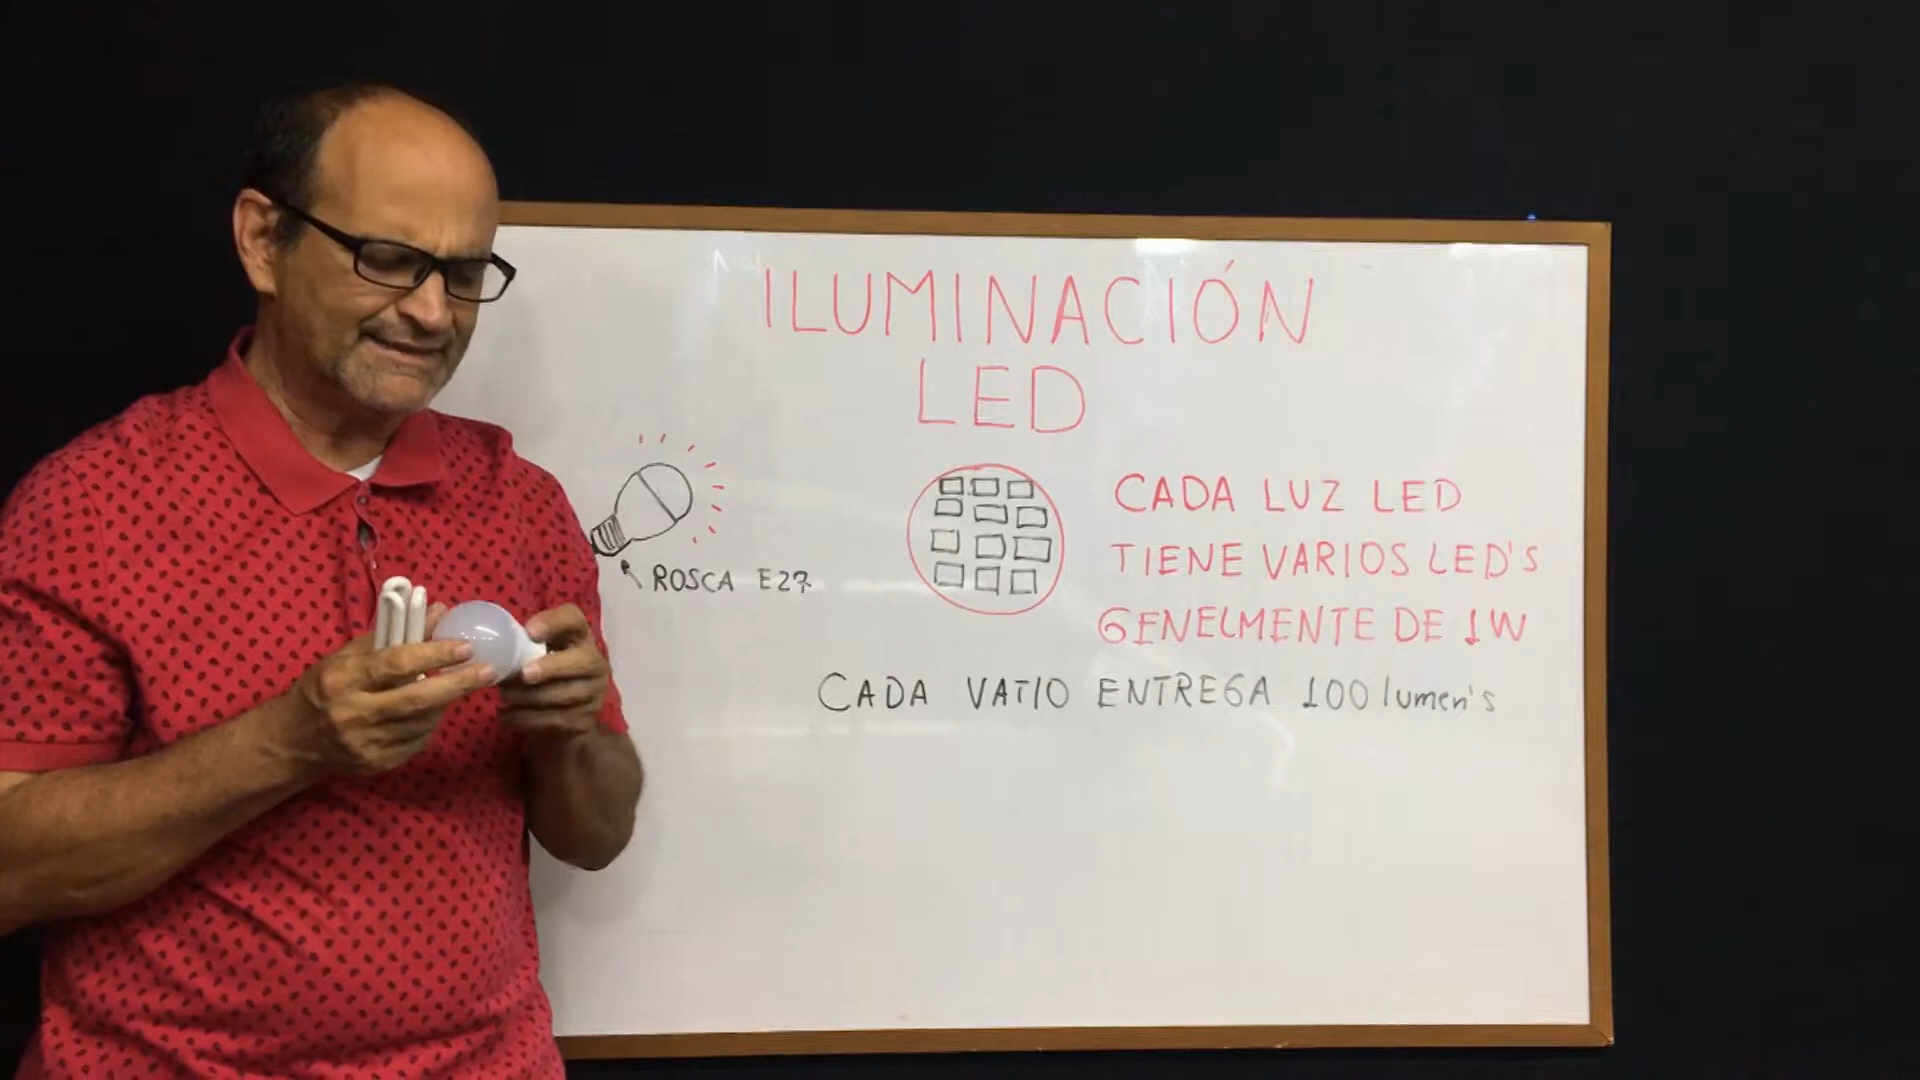 ILUMINACIÓN
LED
CADA LUZ LED
TIENE VARIOS LED'S
GENELMENTE DE 1W
ROSCA E27
CADA VATIO ENTREGA 100 lumen's